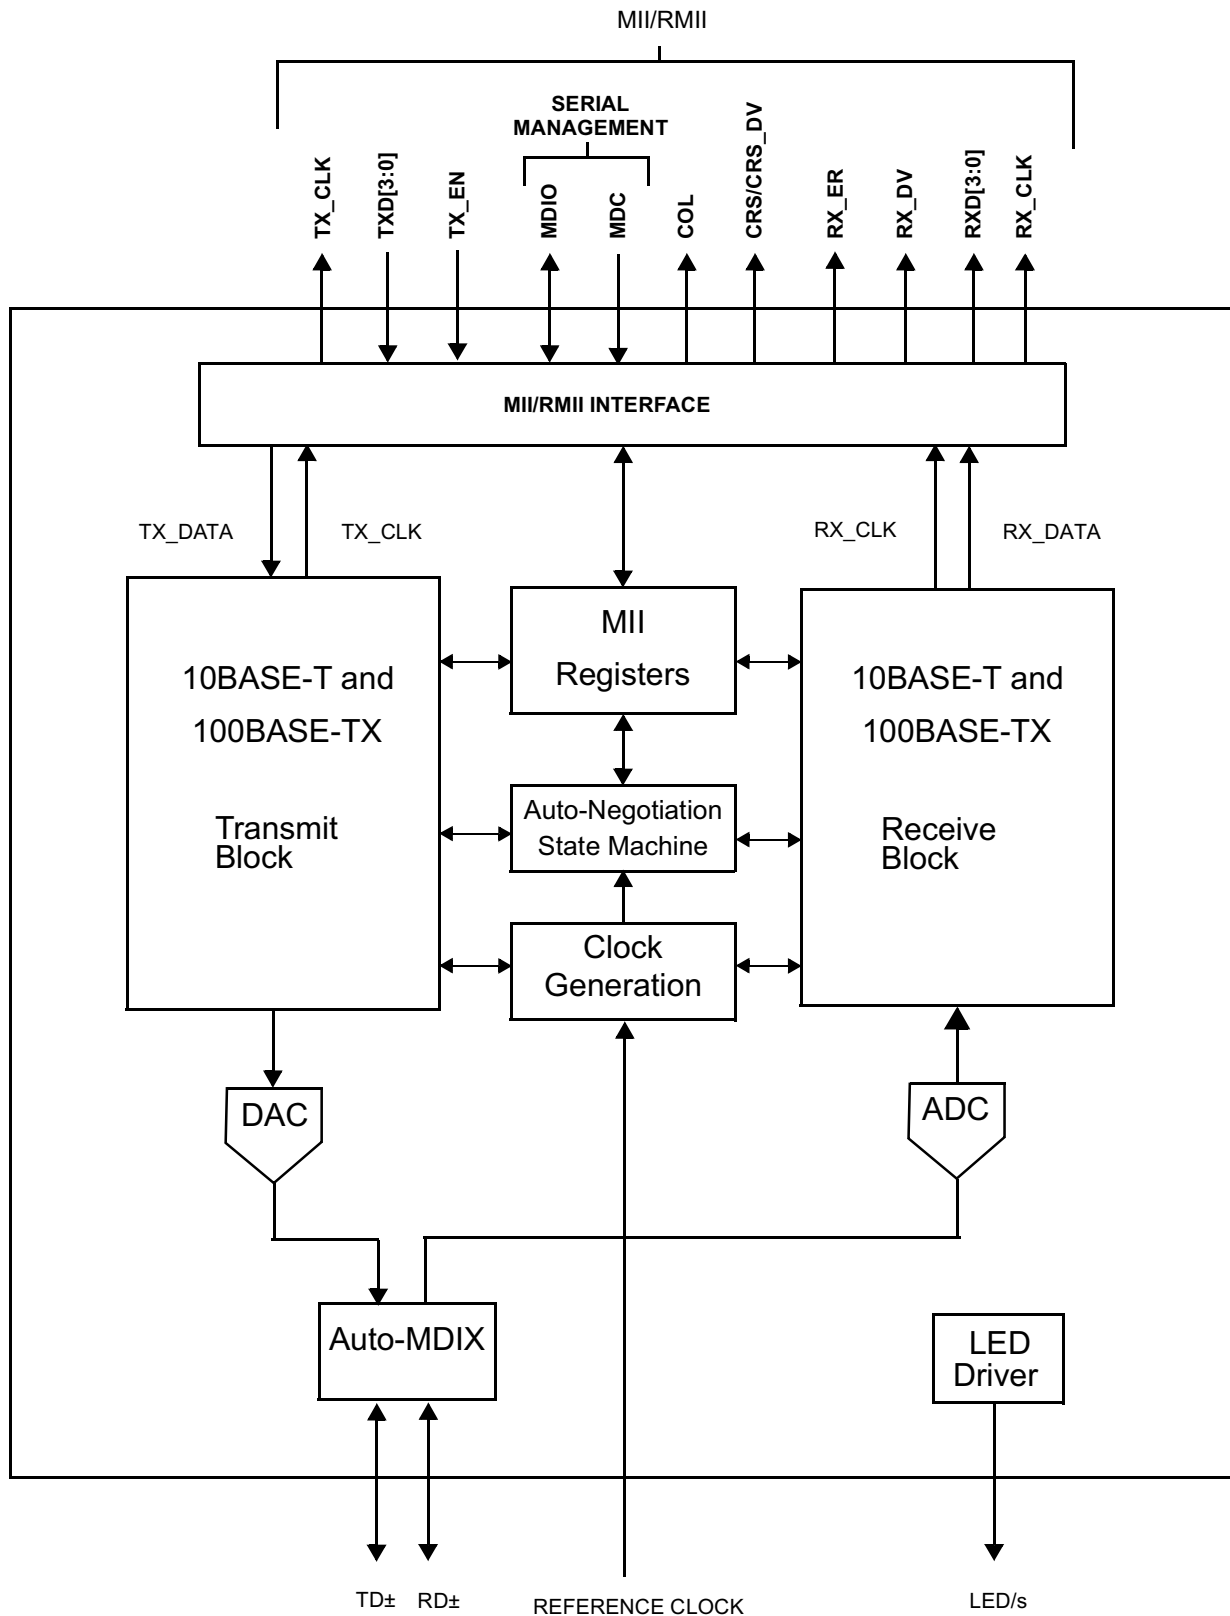 MII/RMII
SERIAL
MANAGEMENT
TX_CLK
TXD[3:0]
TX_EN
MDIO
MDC
COL
CRS/CRS_DV
RX_ER
RX_DV
RXD[3:0]
RX_CLK
MII/RMII INTERFACE
TX_DATA
TX_CLK
RX_CLK
RX_DATA
10BASE-T and
100BASE-TX
Transmit
Block
MII
Registers
Auto-Negotiation
State Machine
Clock
Generation
10BASE-T and
100BASE-TX
Receive
Block
DAC
ADC
Auto-MDIX
LED
Driver
TD±
RD±
REFERENCE CLOCK
LED/s